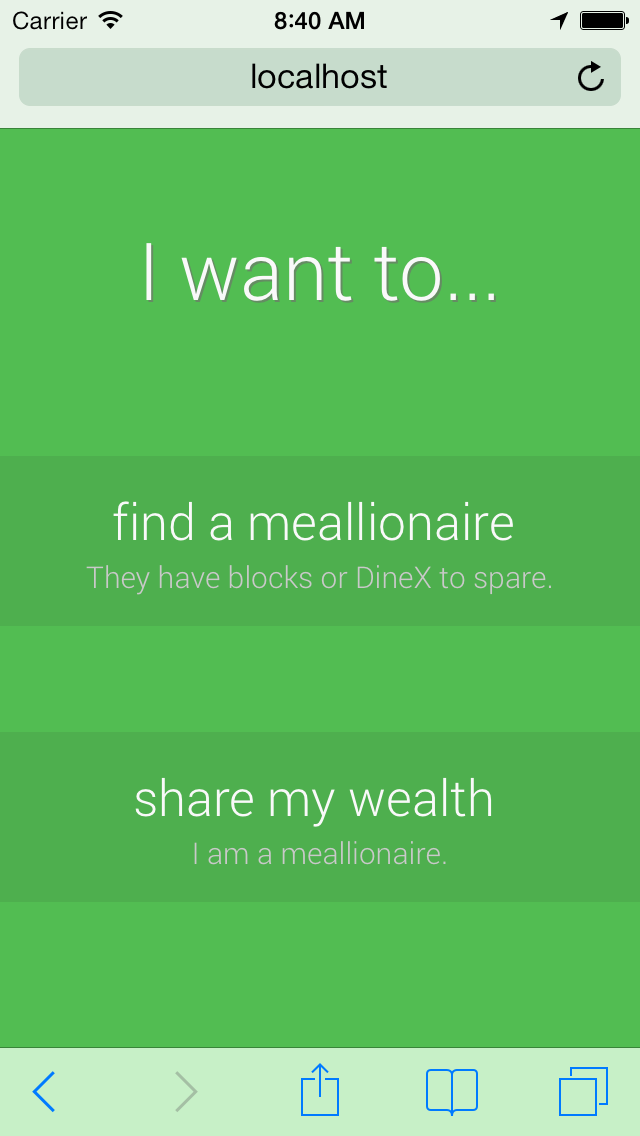 Carrier 8:40 AM
localhost
I want to...
find a meallionaire
They have blocks or DineX to spare.
share my wealth
I am a meallionaire.